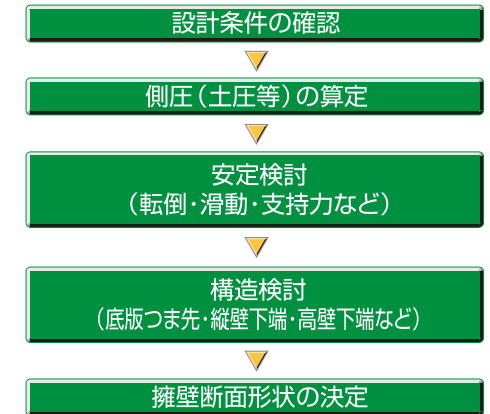 設計条件の確認
側圧（土圧等）の算定
安定検討
（転倒・滑動・支持力など）
構造検討
（底版つま先・縦壁下端・高壁下端など）
擁壁断面形状の決定